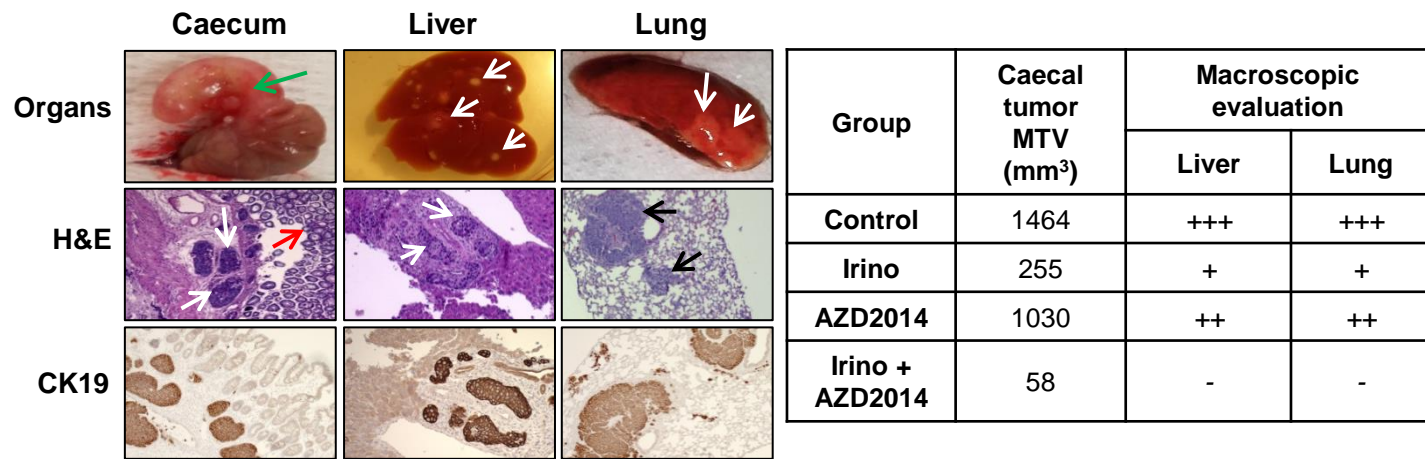 Caecum Liver Lung
Organs
H&E
CK19
Group
Caecal
tumor
MTV
(mm³)
Macroscopic
evaluation
Liver Lung
Control 1464 +++ +++
Irino 255 + +
AZD2014 1030 ++ ++
Irino +
AZD2014
58 - -